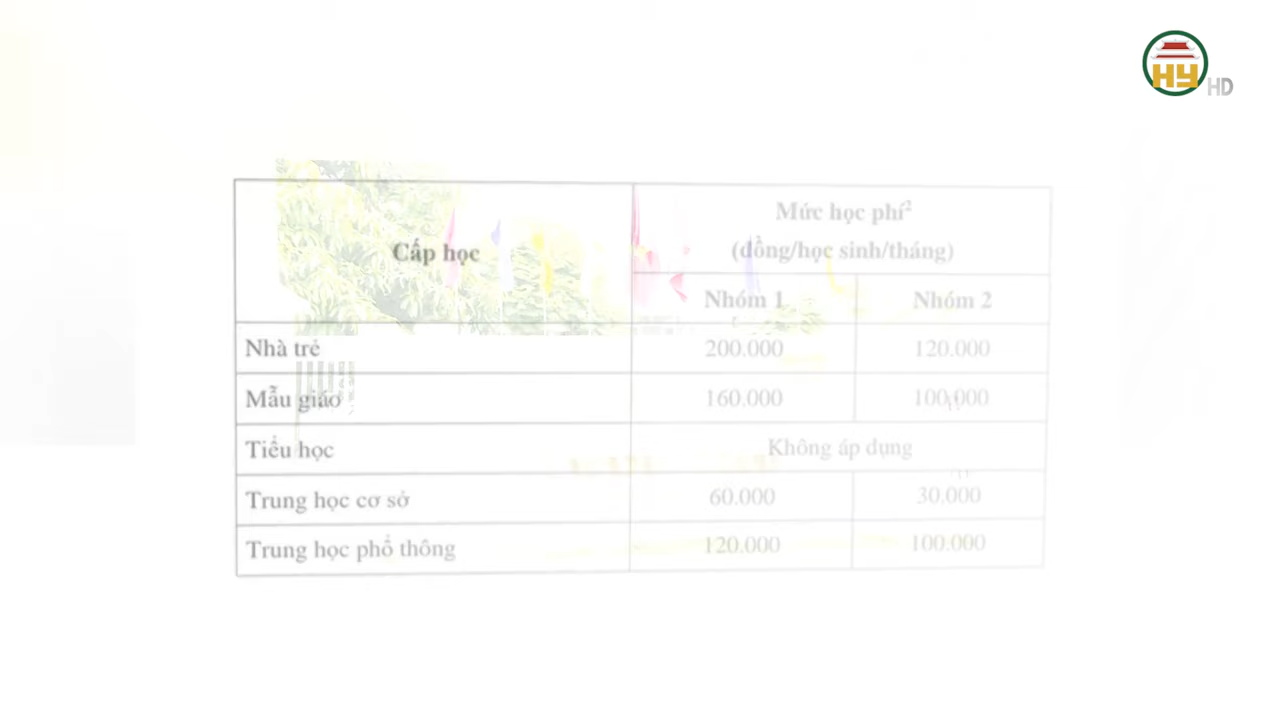 HY HD
Mức học phí²
(đồng/học sinh/tháng)
Cấp học
Nhóm 1 Nhóm 2
Nhà trẻ 200.000 120.000
Mẫu giáo 160.000 100.000
Tiểu học Không áp dụng
Trung học cơ sở 60.000 30.000
Trung học phổ thông 120.000 100.000